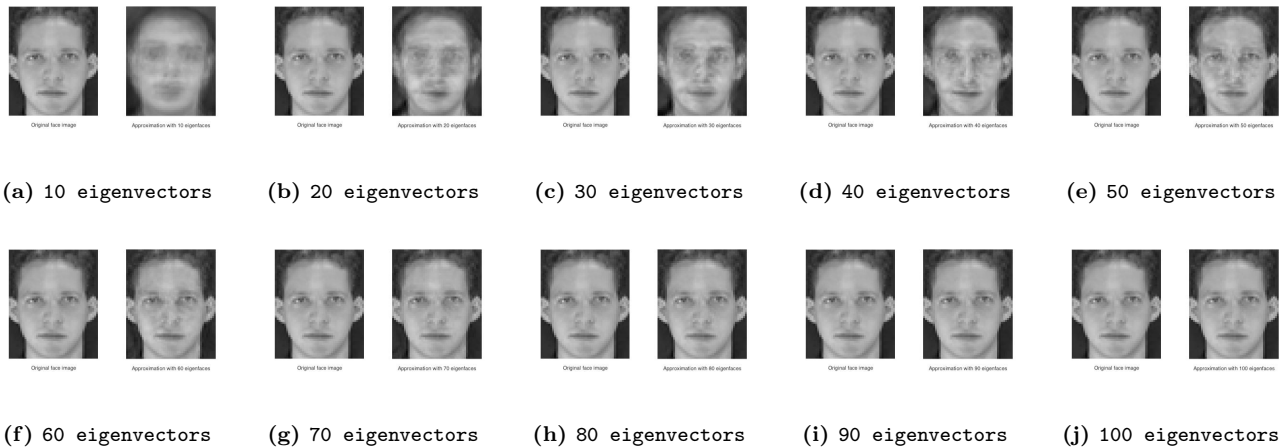 Original face image Approximation with 10 eigenfaces Original face image Approximation with 20 eigenfaces Original face image Approximation with 30 eigenfaces Original face image Approximation with 40 eigenfaces Original face image Approximation with 50 eigenfaces
(a) 10 eigenvectors (b) 20 eigenvectors (c) 30 eigenvectors (d) 40 eigenvectors (e) 50 eigenvectors
Original face image Approximation with 60 eigenfaces Original face image Approximation with 70 eigenfaces Original face image Approximation with 80 eigenfaces Original face image Approximation with 90 eigenfaces Original face image Approximation with 100 eigenfaces
(f) 60 eigenvectors (g) 70 eigenvectors (h) 80 eigenvectors (i) 90 eigenvectors (j) 100 eigenvectors